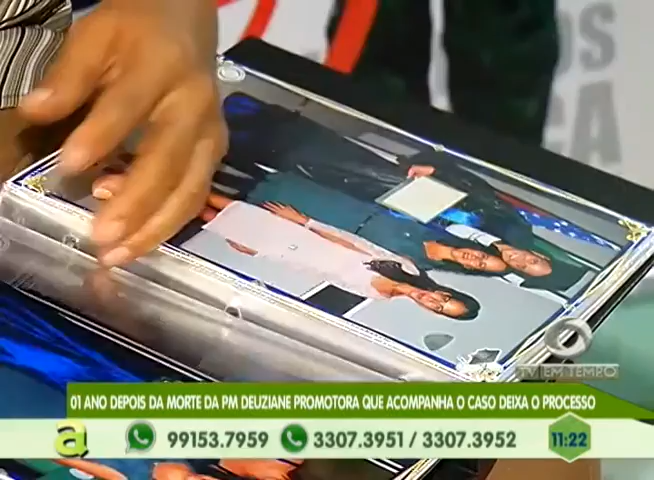 OS
A
TV EM TEMPO
01 ANO DEPOIS DA MORTE DA PM DEUZIANE PROMOTORA QUE ACOMPANHA O CASO DEIXA O PROCESSO
a 99153.7959 3307.3951 / 3307.3952 11:22